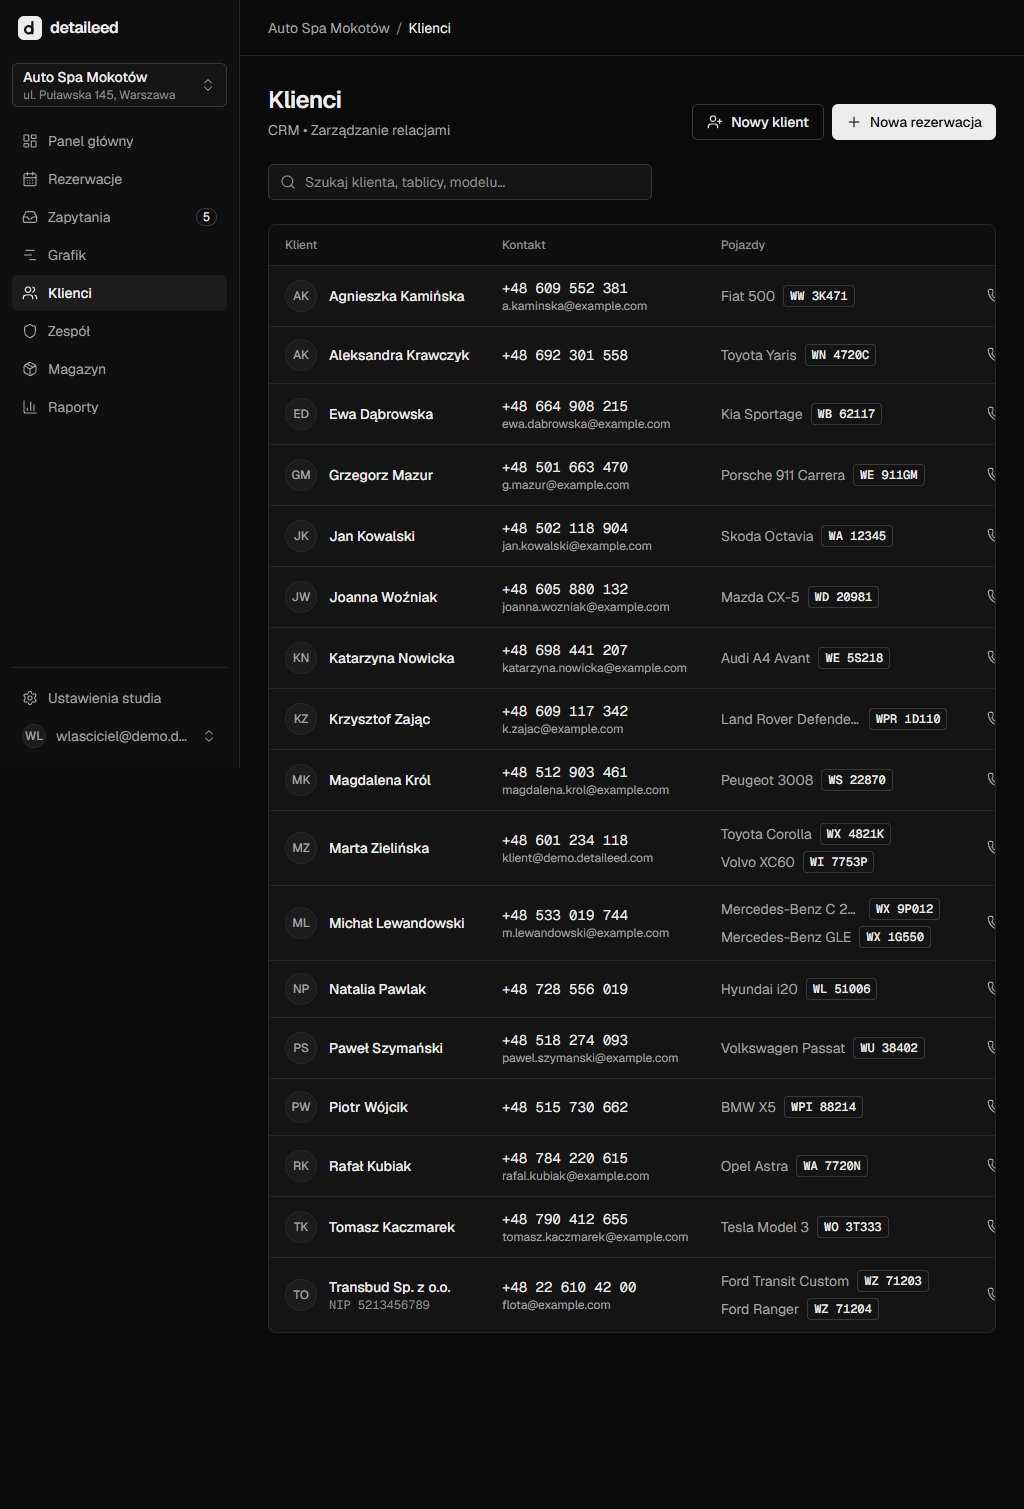 detaileed
Auto Spa Mokotów
ul. Puławska 145, Warszawa
Panel główny
Rezerwacje
Zapytania 5
Grafik
Klienci
Zespół
Magazyn
Raporty
Ustawienia studia
WL wlasciciel@demo.d...
Auto Spa Mokotów / Klienci
Klienci
CRM • Zarządzanie relacjami
Nowy klient
Nowa rezerwacja
Szukaj klienta, tablicy, modelu...
Klient Kontakt Pojazdy
AK Agnieszka Kamińska +48 609 552 381 Fiat 500 WW 3K471
a.kaminska@example.com
AK Aleksandra Krawczyk +48 692 301 558 Toyota Yaris WN 4720C
ED Ewa Dąbrowska +48 664 908 215 Kia Sportage WB 62117
ewa.dabrowska@example.com
GM Grzegorz Mazur +48 501 663 470 Porsche 911 Carrera WE 911GM
g.mazur@example.com
JK Jan Kowalski +48 502 118 904 Skoda Octavia WA 12345
jan.kowalski@example.com
JW Joanna Woźniak +48 605 880 132 Mazda CX-5 WD 20981
joanna.wozniak@example.com
KN Katarzyna Nowicka +48 698 441 207 Audi A4 Avant WE 5S218
katarzyna.nowicka@example.com
KZ Krzysztof Zając +48 609 117 342 Land Rover Defende... WPR 1D110
k.zajac@example.com
MK Magdalena Król +48 512 903 461 Peugeot 3008 WS 22870
magdalena.krol@example.com
MZ Marta Zielińska +48 601 234 118 Toyota Corolla WX 4821K
klient@demo.detaileed.com Volvo XC60 WI 7753P
ML Michał Lewandowski +48 533 019 744 Mercedes-Benz C 2... WX 9P012
m.lewandowski@example.com Mercedes-Benz GLE WX 1G550
NP Natalia Pawlak +48 728 556 019 Hyundai i20 WL 51006
PS Paweł Szymański +48 518 274 093 Volkswagen Passat WU 38402
pawel.szymanski@example.com
PW Piotr Wójcik +48 515 730 662 BMW X5 WPI 88214
RK Rafał Kubiak +48 784 220 615 Opel Astra WA 7720N
rafal.kubiak@example.com
TK Tomasz Kaczmarek +48 790 412 655 Tesla Model 3 WO 3T333
tomasz.kaczmarek@example.com
TO Transbud Sp. z o.o. +48 22 610 42 00 Ford Transit Custom WZ 71203
NIP 5213456789 flota@example.com Ford Ranger WZ 71204